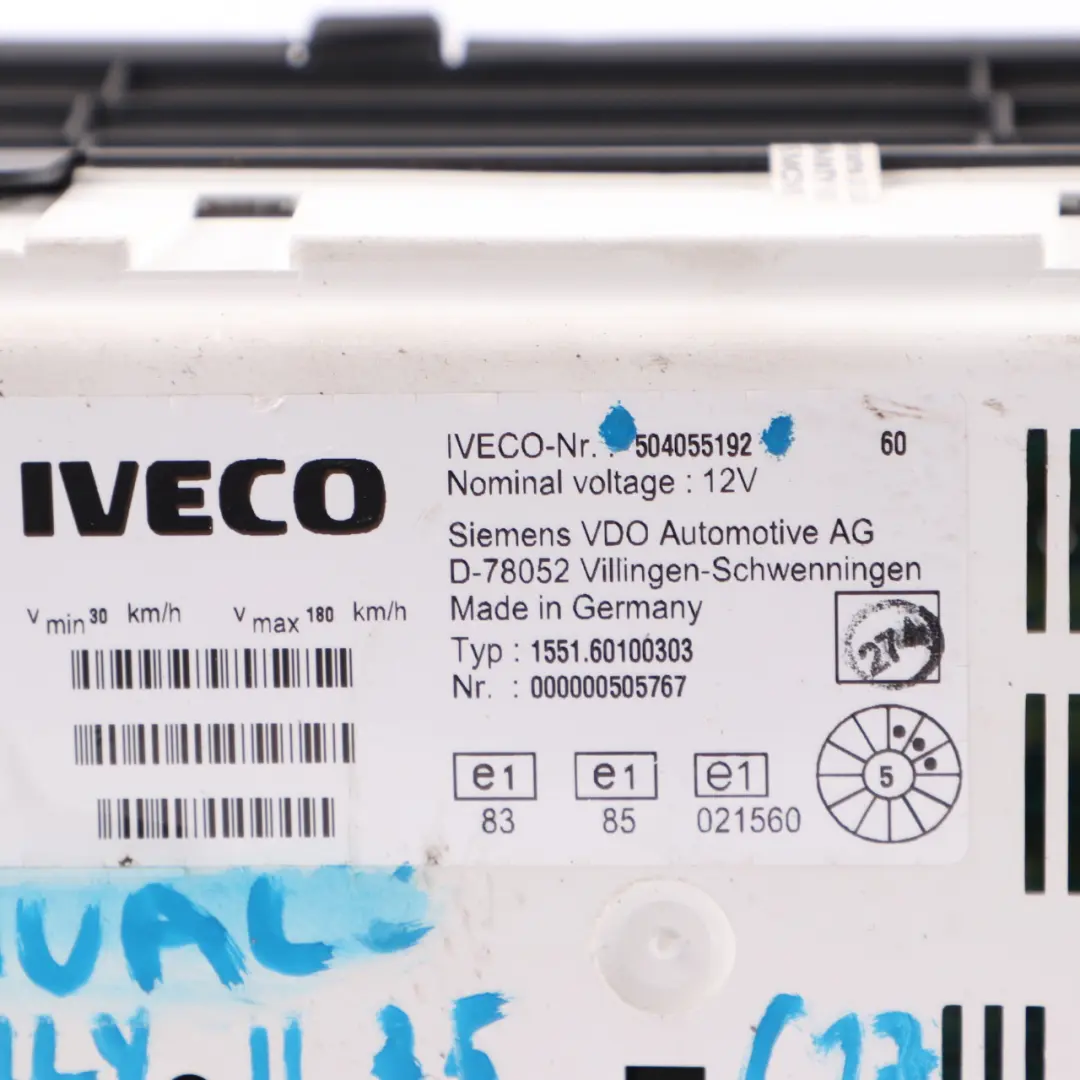 IVECO
IVECO-Nr. : 504055192 60
Nominal voltage : 12V
Siemens VDO Automotive AG
D-78052 Villingen-Schwenningen
Made in Germany
Typ : 1551.60100303
Nr. : 000000505767
v min 30 km/h v max 180 km/h
274
e1 e1 e1
83 85 021560
5